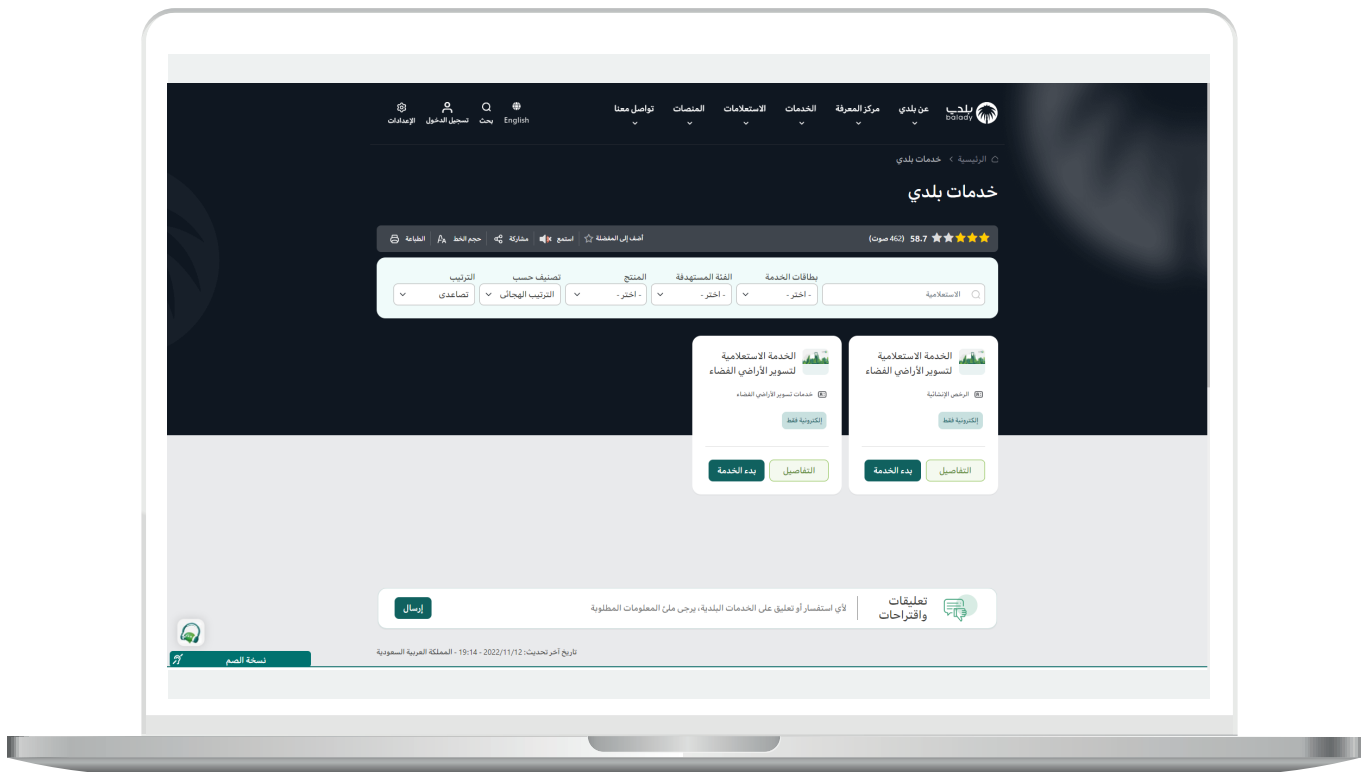 بلدي
balady
عن بلدي
مركز المعرفة
الخدمات
الاستعلامات
المنصات
تواصل معنا
English
بحث
تسجيل الدخول
الإعدادات
الرئيسية > خدمات بلدي
خدمات بلدي
58.7 (462 صوت)
أضف إلى المفضلة
استمع
مشاركة
حجم الخط
الطباعة
بطاقات الخدمة
الفئة المستهدفة
المنتج
تصنيف حسب
الترتيب
الاستعلامية
- اختر -
- اختر -
- اختر -
الترتيب الهجائى
تصاعدى
الخدمة الاستعلامية
لتسوير الأراضي الفضاء
الرخص الإنشائية
إلكترونية فقط
التفاصيل
بدء الخدمة
الخدمة الاستعلامية
لتسوير الأراضي الفضاء
خدمات تسوير الأراضي الفضاء
إلكترونية فقط
التفاصيل
بدء الخدمة
تعليقات
واقتراحات
لأي استفسار أو تعليق على الخدمات البلدية، يرجى ملئ المعلومات المطلوبة
إرسال
تاريخ آخر تحديث: 2022/11/12 - 19:14 - المملكة العربية السعودية
نسخة الصم